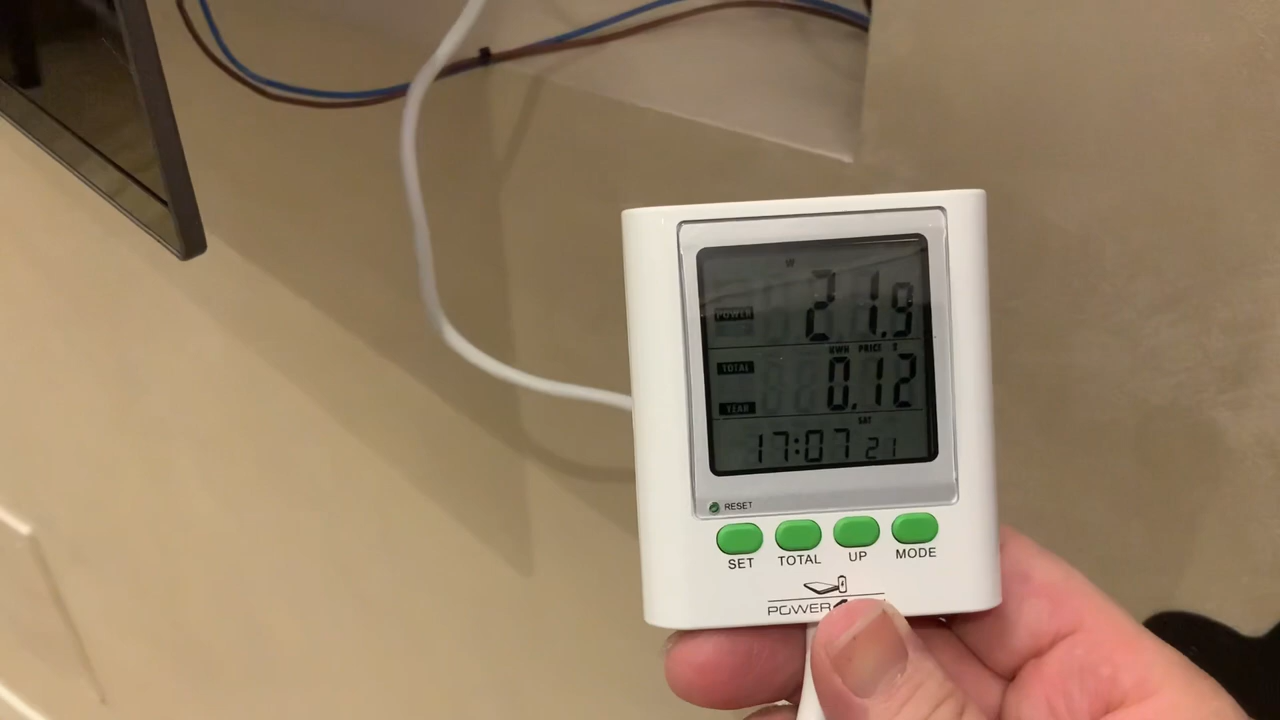 W
POWER 21.9
KWH PRICE $
TOTAL 0.12
YEAR
SAT
17:07 21
RESET
SET TOTAL UP MODE
POWER